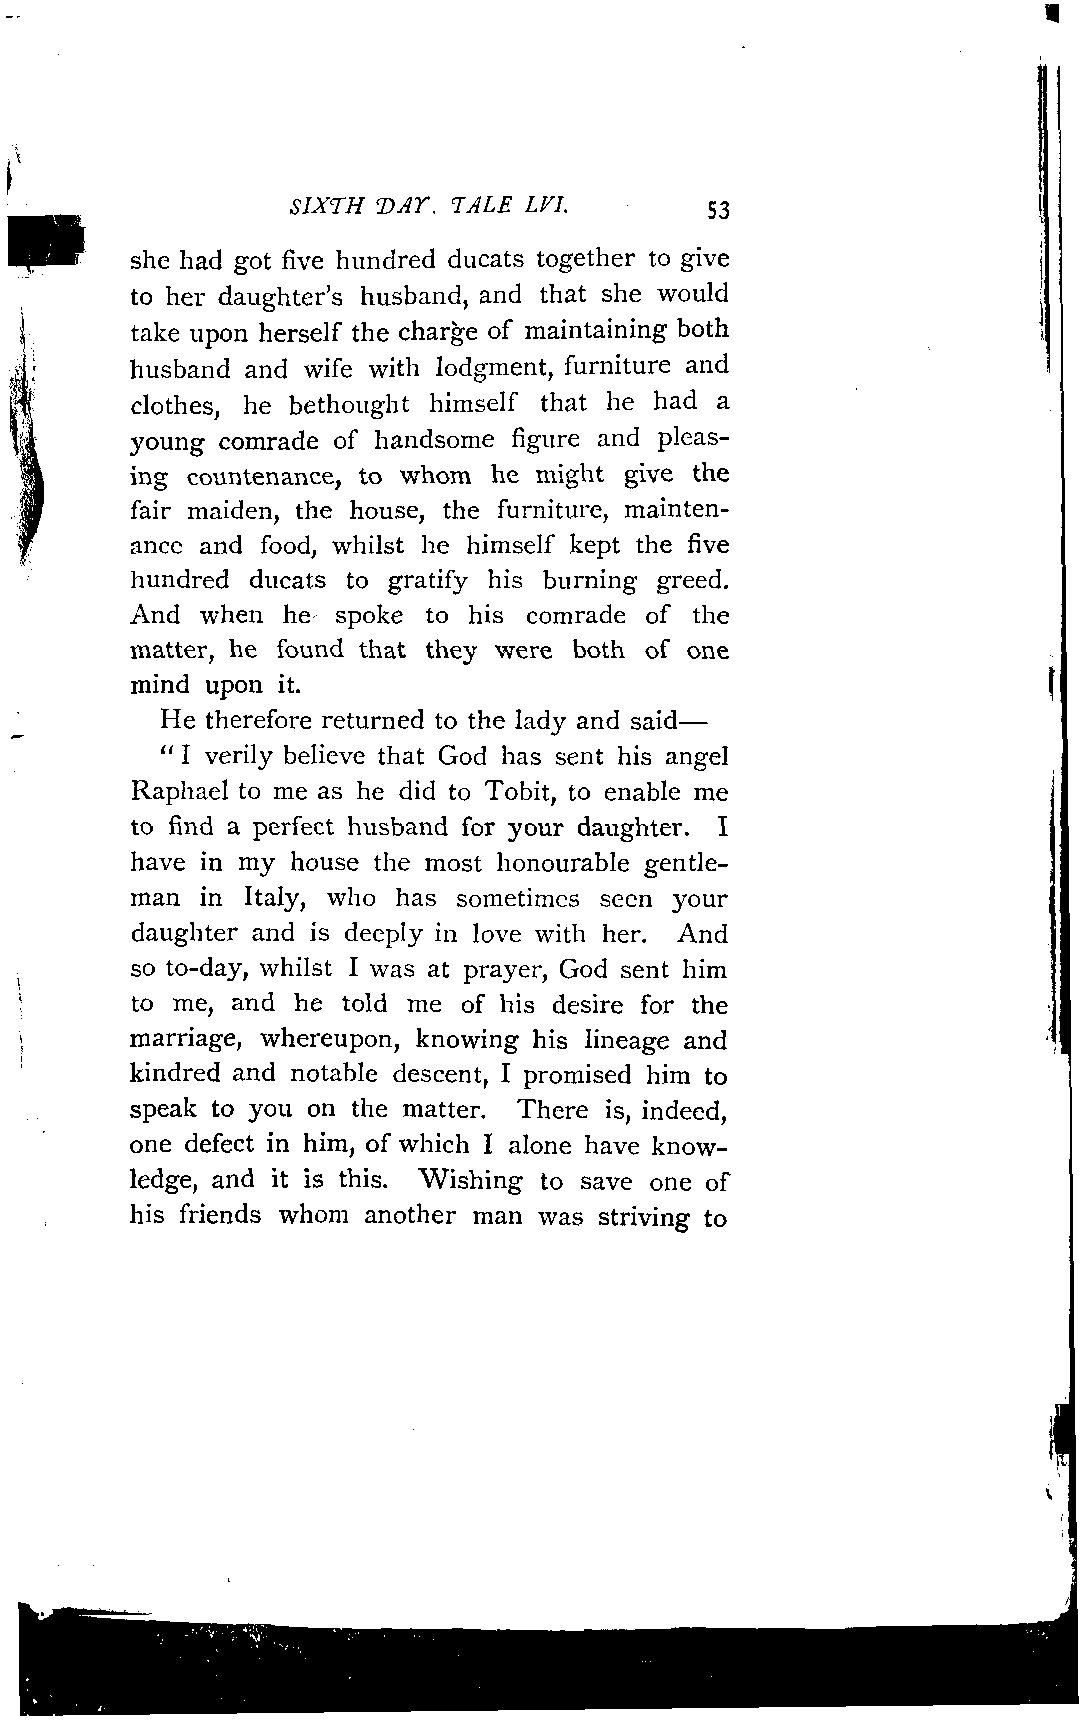 SIXTH DAY. TALE LVI. 53
she had got five hundred ducats together to give
to her daughter's husband, and that she would
take upon herself the charge of maintaining both
husband and wife with lodgment, furniture and
clothes, he bethought himself that he had a
young comrade of handsome figure and pleas-
ing countenance, to whom he might give the
fair maiden, the house, the furniture, mainten-
ance and food, whilst he himself kept the five
hundred ducats to gratify his burning greed.
And when he spoke to his comrade of the
matter, he found that they were both of one
mind upon it.
He therefore returned to the lady and said—
"I verily believe that God has sent his angel
Raphael to me as he did to Tobit, to enable me
to find a perfect husband for your daughter. I
have in my house the most honourable gentle-
man in Italy, who has sometimes seen your
daughter and is deeply in love with her. And
so to-day, whilst I was at prayer, God sent him
to me, and he told me of his desire for the
marriage, whereupon, knowing his lineage and
kindred and notable descent, I promised him to
speak to you on the matter. There is, indeed,
one defect in him, of which I alone have know-
ledge, and it is this. Wishing to save one of
his friends whom another man was striving to